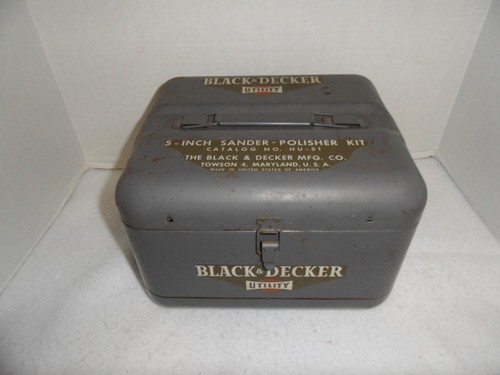 BLACK & DECKER
UTILITY
5-INCH SANDER-POLISHER KIT
CATALOG NO. HU-51
THE BLACK & DECKER MFG. CO.
TOWSON 4, MARYLAND, U. S. A.
MADE IN UNITED STATES OF AMERICA
BLACK & DECKER
UTILITY